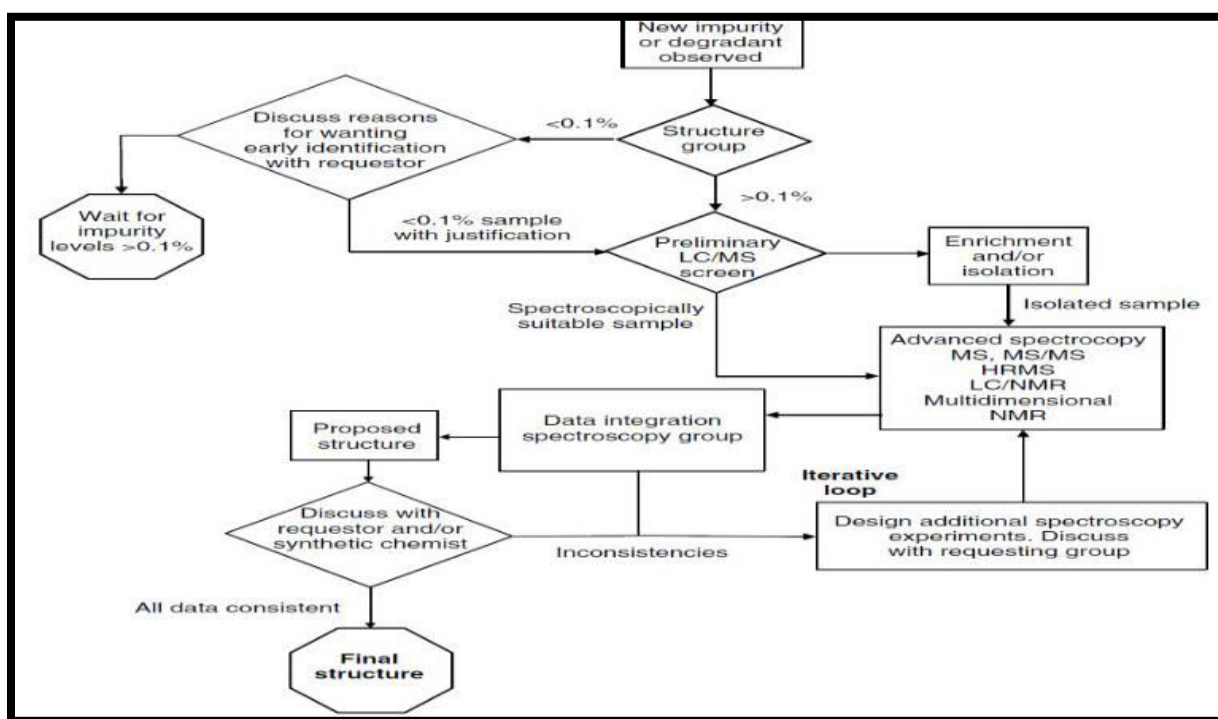 New impurity
or degradant
observed
Discuss reasons
for wanting
early identification
with requestor
<0.1%
Structure
group
>0.1%
Wait for
impurity
levels >0.1%
<0.1% sample
with justification
Preliminary
LC/MS
screen
Enrichment
and/or
isolation
Spectroscopically
suitable sample
Isolated sample
Advanced spectrocopy
MS, MS/MS
HRMS
LC/NMR
Multidimensional
NMR
Data integration
spectroscopy group
Proposed
structure
Iterative
loop
Discuss with
requestor and/or
synthetic chemist
Inconsistencies
Design additional spectroscopy
experiments. Discuss
with requesting group
All data consistent
Final
structure